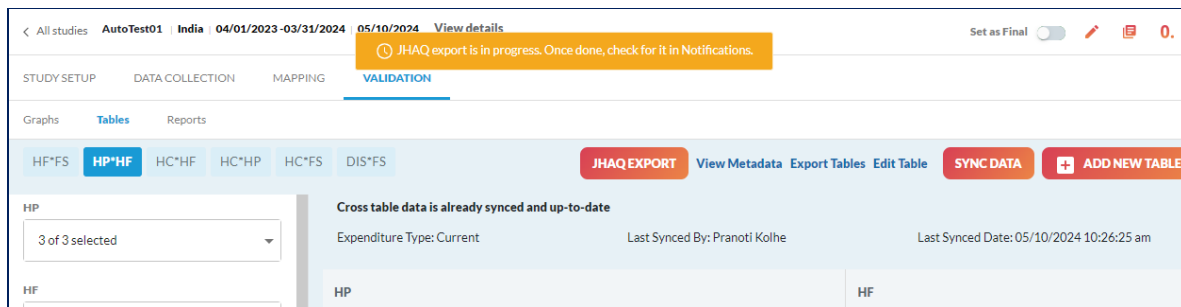 All studies AutoTest01 | India | 04/01/2023 -03/31/2024 | 05/10/2024 View details Set as Final 0.
JHAQ export is in progress. Once done, check for it in Notifications.
STUDY SETUP DATA COLLECTION MAPPING VALIDATION
Graphs Tables Reports
HF*FS HP*HF HC*HF HC*HP HC*FS DIS*FS JHAQ EXPORT View Metadata Export Tables Edit Table SYNC DATA ADD NEW TABLE
HP Cross table data is already synced and up-to-date
3 of 3 selected Expenditure Type: Current Last Synced By: Pranoti Kolhe Last Synced Date: 05/10/2024 10:26:25 am
HF HP HF